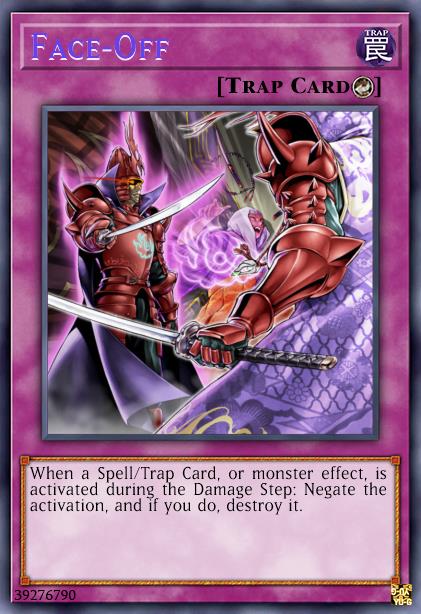 Face-Off
TRAP
罠
[Trap Card]
When a Spell/Trap Card, or monster effect, is
activated during the Damage Step: Negate the
activation, and if you do, destroy it.
39276790